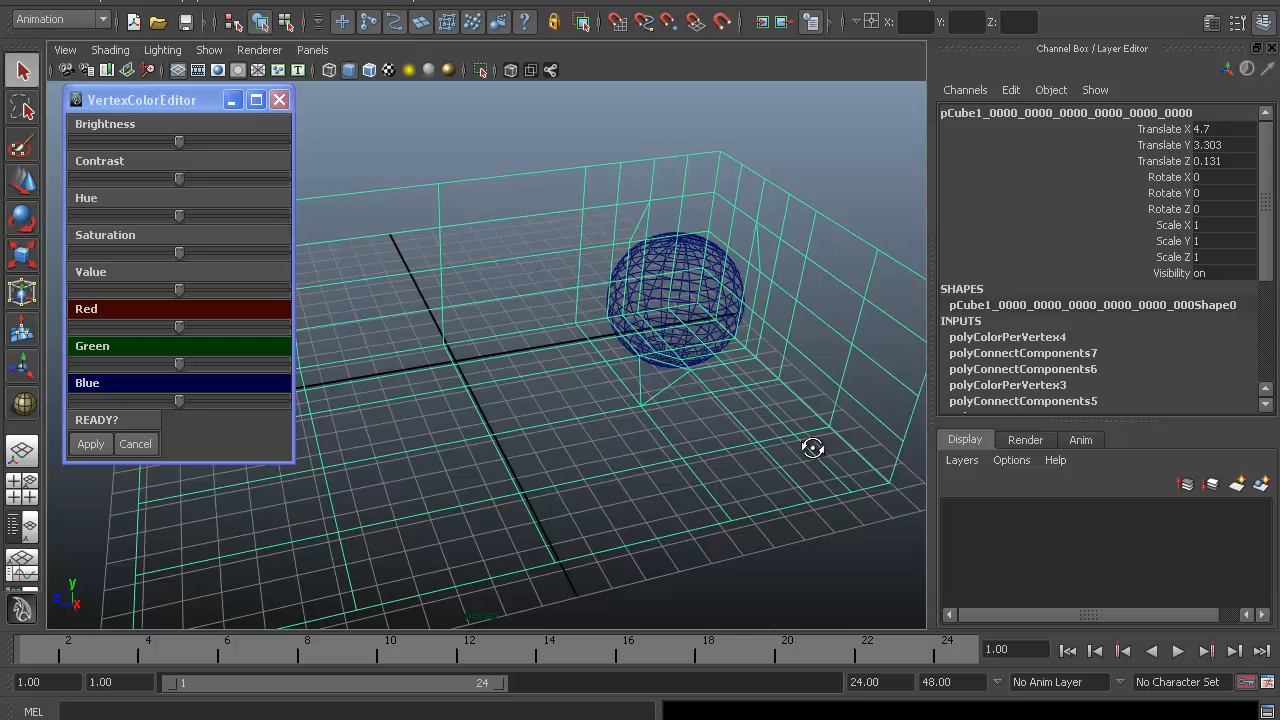 Animation
X:
Y:
Z:
View Shading Lighting Show Renderer Panels
Channel Box / Layer Editor
VertexColorEditor
Brightness
Contrast
Hue
Saturation
Value
Red
Green
Blue
READY?
Apply Cancel
Channels Edit Object Show
pCube1_0000_0000_0000_0000_0000_0000
Translate X 4.7
Translate Y 3.303
Translate Z 0.131
Rotate X 0
Rotate Y 0
Rotate Z 0
Scale X 1
Scale Y 1
Scale Z 1
Visibility on
SHAPES
pCube1_0000_0000_0000_0000_0000_000Shape0
INPUTS
polyColorPerVertex4
polyConnectComponents7
polyConnectComponents6
polyColorPerVertex3
polyConnectComponents5
Display Render Anim
Layers Options Help
y
z
x
persp
2 4 6 8 10 12 14 16 18 20 22 24
1.00
1.00 1.00 1 24 24.00 48.00 No Anim Layer No Character Set
MEL